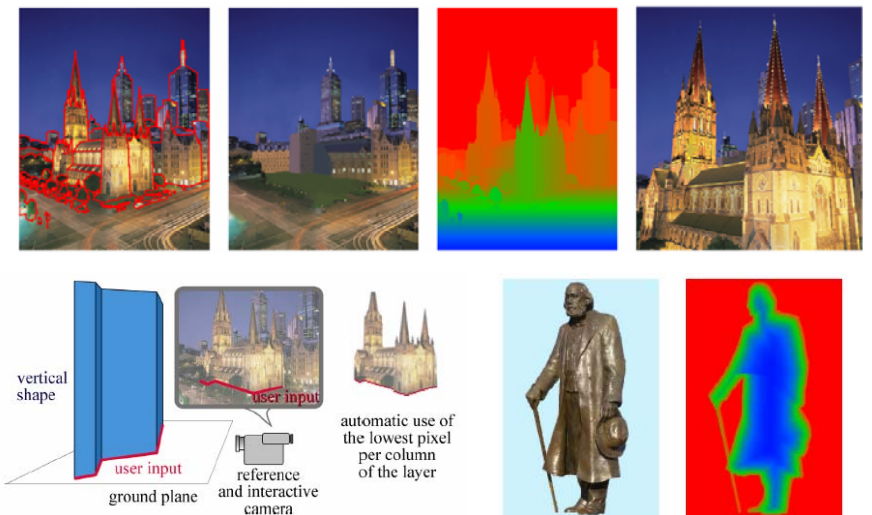 vertical
shape
user input
user input
ground plane
reference
and interactive
camera
automatic use of
the lowest pixel
per column
of the layer